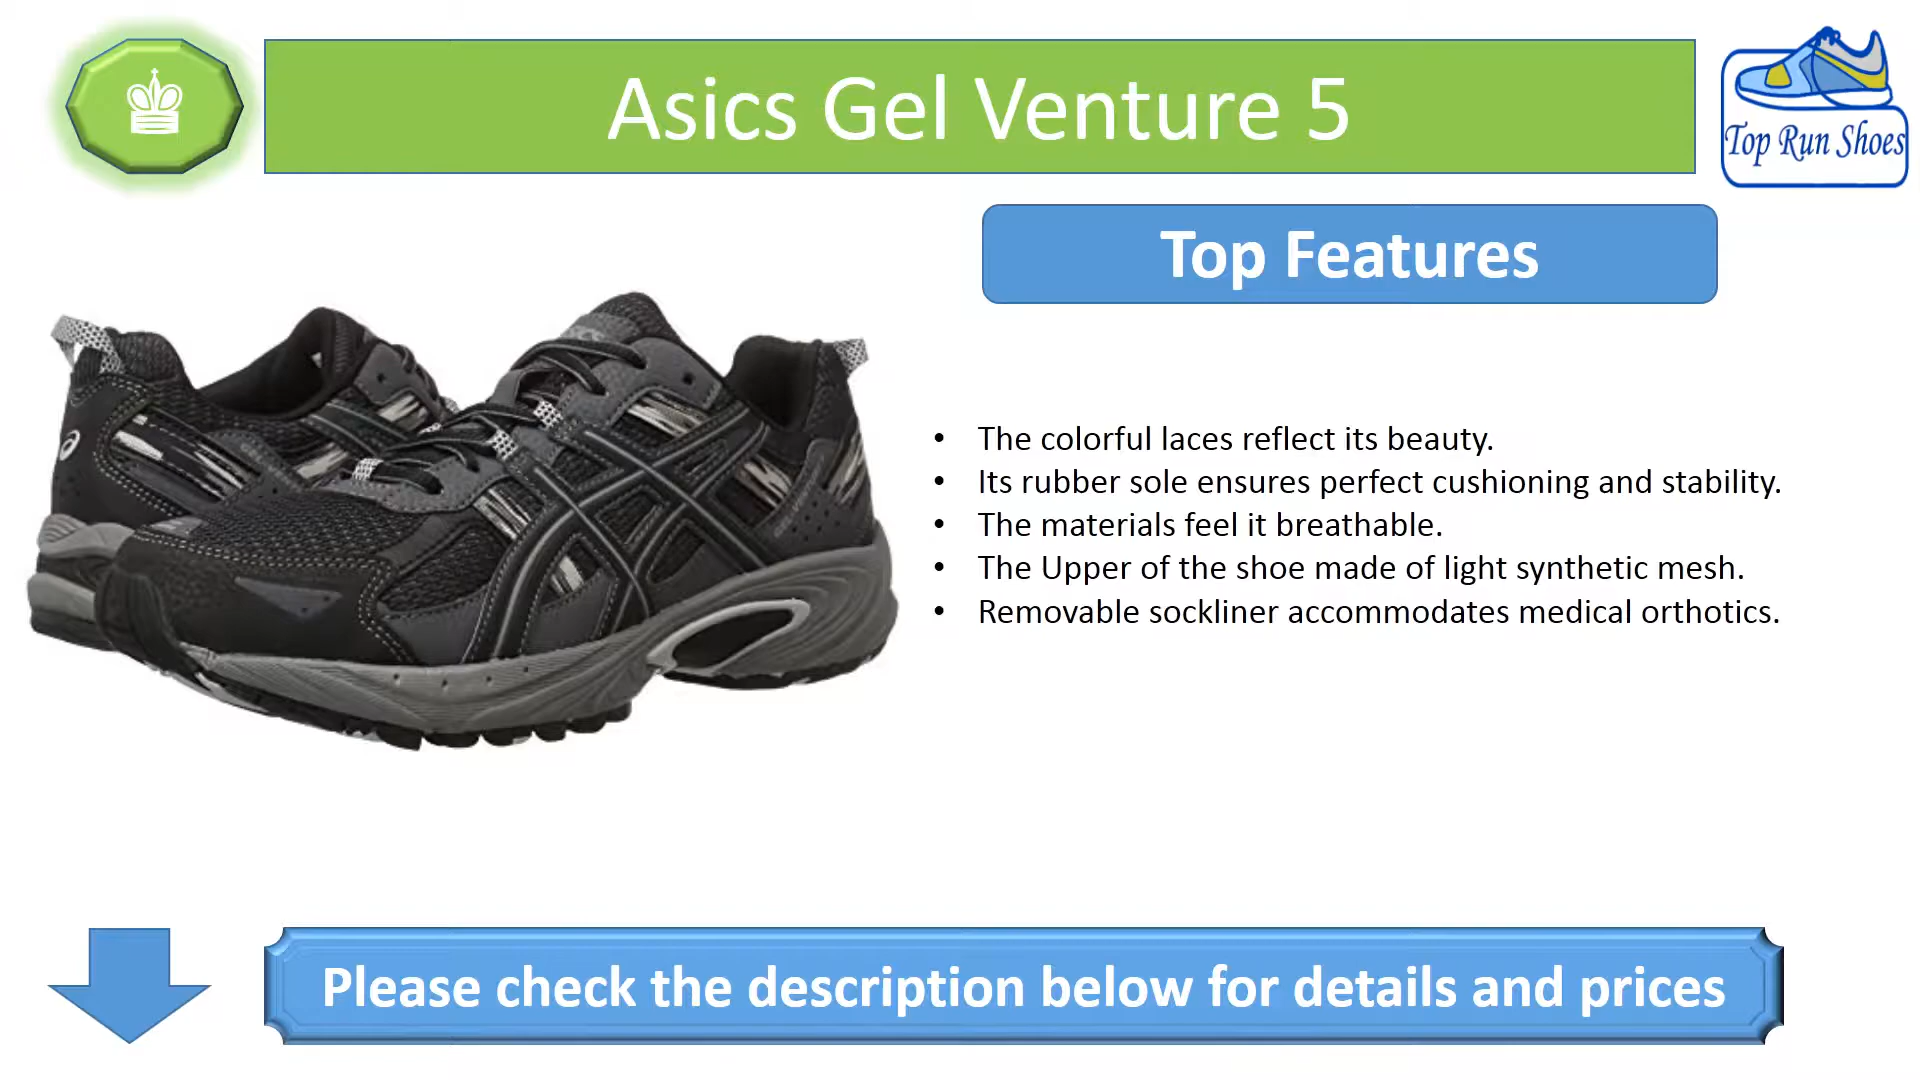 Asics Gel Venture 5
Top Run Shoes
Top Features
• The colorful laces reflect its beauty.
• Its rubber sole ensures perfect cushioning and stability.
• The materials feel it breathable.
• The Upper of the shoe made of light synthetic mesh.
• Removable sockliner accommodates medical orthotics.
Please check the description below for details and prices